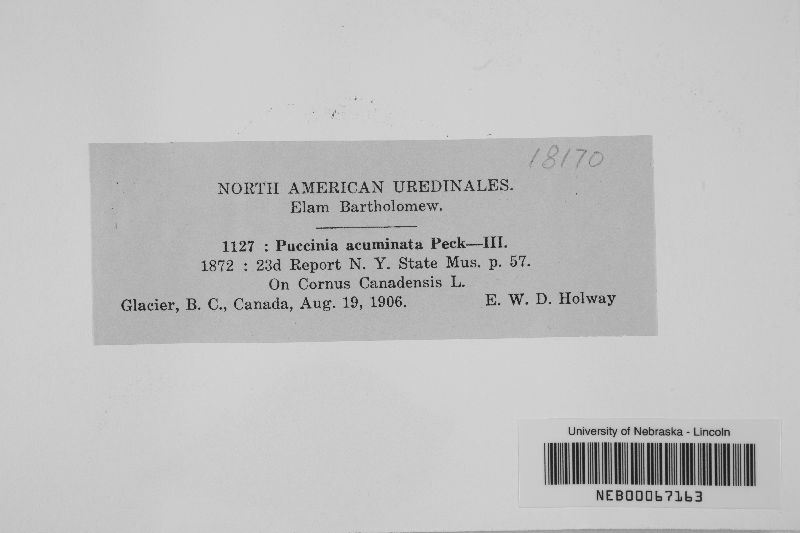 18170
NORTH AMERICAN UREDINALES.
Elam Bartholomew.
1127 : Puccinia acuminata Peck—III.
1872 : 23d Report N. Y. State Mus. p. 57.
On Cornus Canadensis L.
Glacier, B. C., Canada, Aug. 19, 1906. E. W. D. Holway
University of Nebraska - Lincoln
NEB00067163